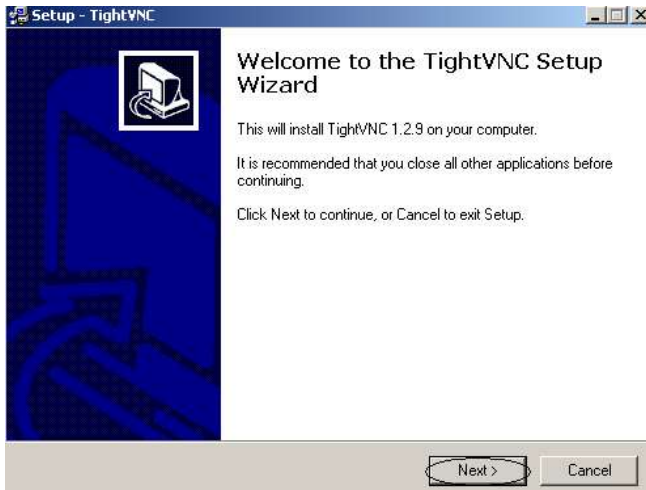 Setup - TightVNC
Welcome to the TightVNC Setup
Wizard
This will install TightVNC 1.2.9 on your computer.
It is recommended that you close all other applications before
continuing.
Click Next to continue, or Cancel to exit Setup.
Next >
Cancel